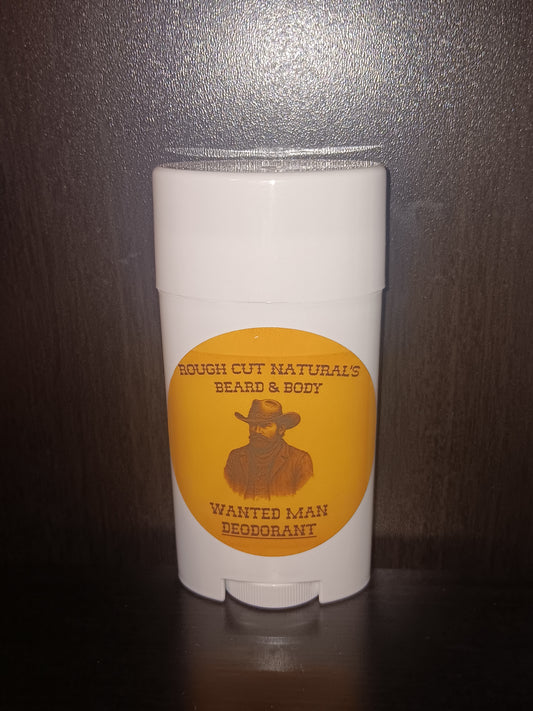 ROUGH CUT NATURAL'S
BEARD & BODY
WANTED MAN
DEODORANT